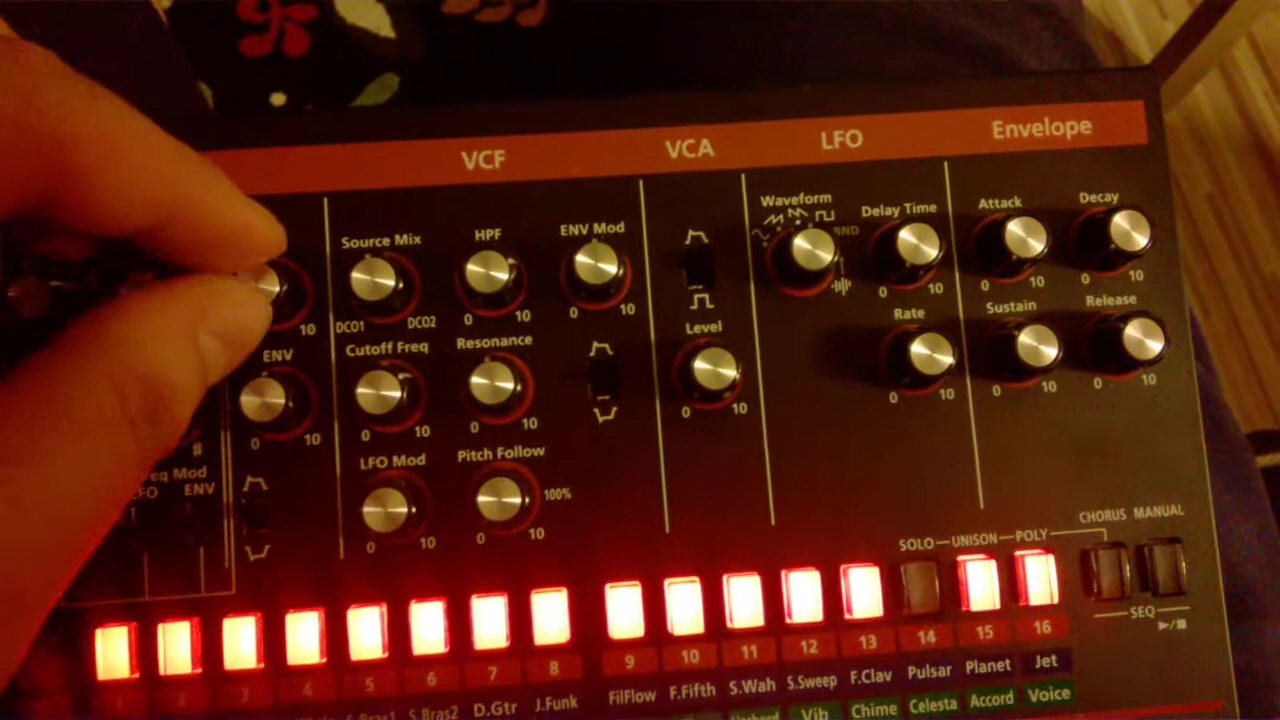 VCF VCA LFO Envelope
Source Mix HPF ENV Mod Waveform Delay Time Attack Decay
RND
DCO1 DCO2 0 10 0 10 0 10 0 10 0 10
10
ENV Cutoff Freq Resonance Level Rate Sustain Release
0 10 0 10 0 10 0 10 0 10 0 10 0 10
LFO Mod Pitch Follow
100%
0 10 0 10
♯
eq Mod
FO ENV
SOLO UNISON POLY CHORUS MANUAL
SEQ
►/■
1 2 3 4 5 6 7 8 9 10 11 12 13 14 15 16
S.Bras1 S.Bras2 D.Gtr J.Funk FilFlow F.Fifth S.Wah S.Sweep F.Clav Pulsar Planet Jet
Vib Chime Celesta Accord Voice